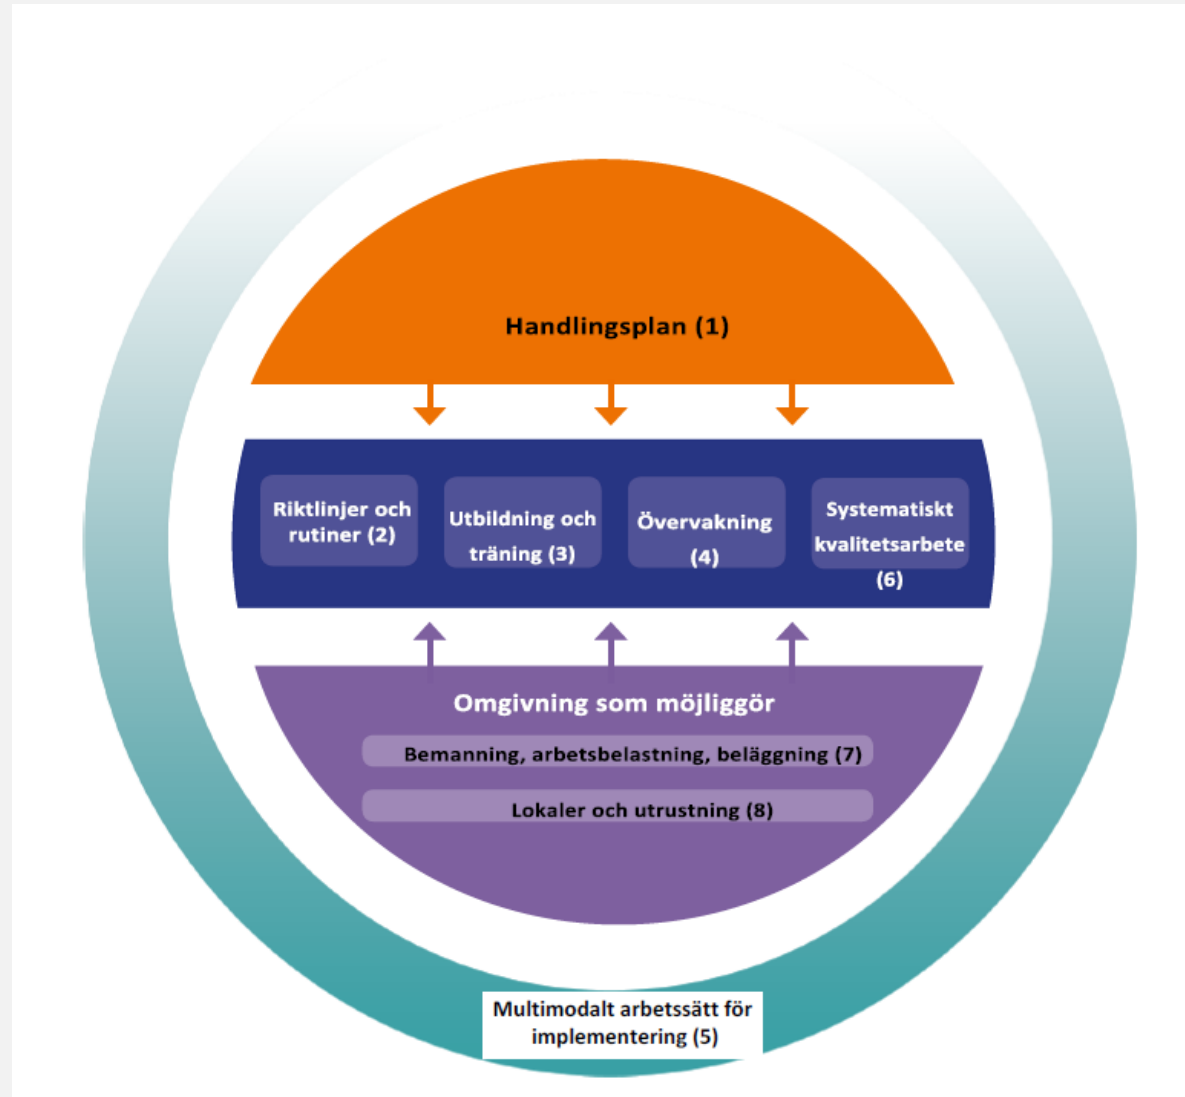 Handlingsplan (1)
Riktlinjer och
rutiner (2)
Utbildning och
träning (3)
Övervakning
(4)
Systematiskt
kvalitetsarbete
(6)
Omgivning som möjliggör
Bemanning, arbetsbelastning, beläggning (7)
Lokaler och utrustning (8)
Multimodalt arbetssätt för
implementering (5)